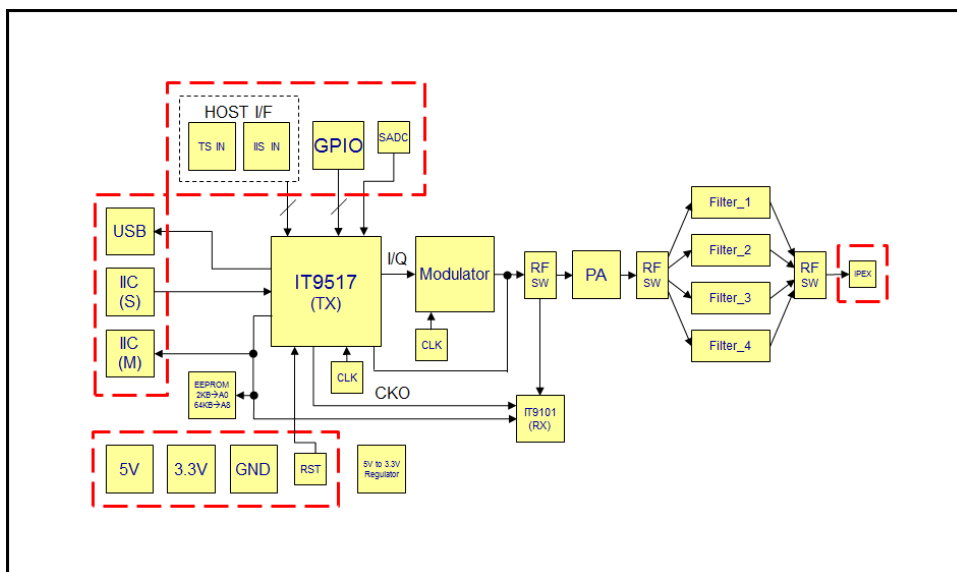 HOST I/F
TS IN
IIS IN
GPIO
SADC
USB
IIC
(S)
IIC
(M)
IT9517
(TX)
I/Q
Modulator
RF
SW
PA
RF
SW
Filter_1
Filter_2
Filter_3
Filter_4
RF
SW
IPEX
CLK
CLK
CKO
EEPROM
2KB→A0
64KB→A8
IT9101
(RX)
5V
3.3V
GND
RST
5V to 3.3V
Regulator